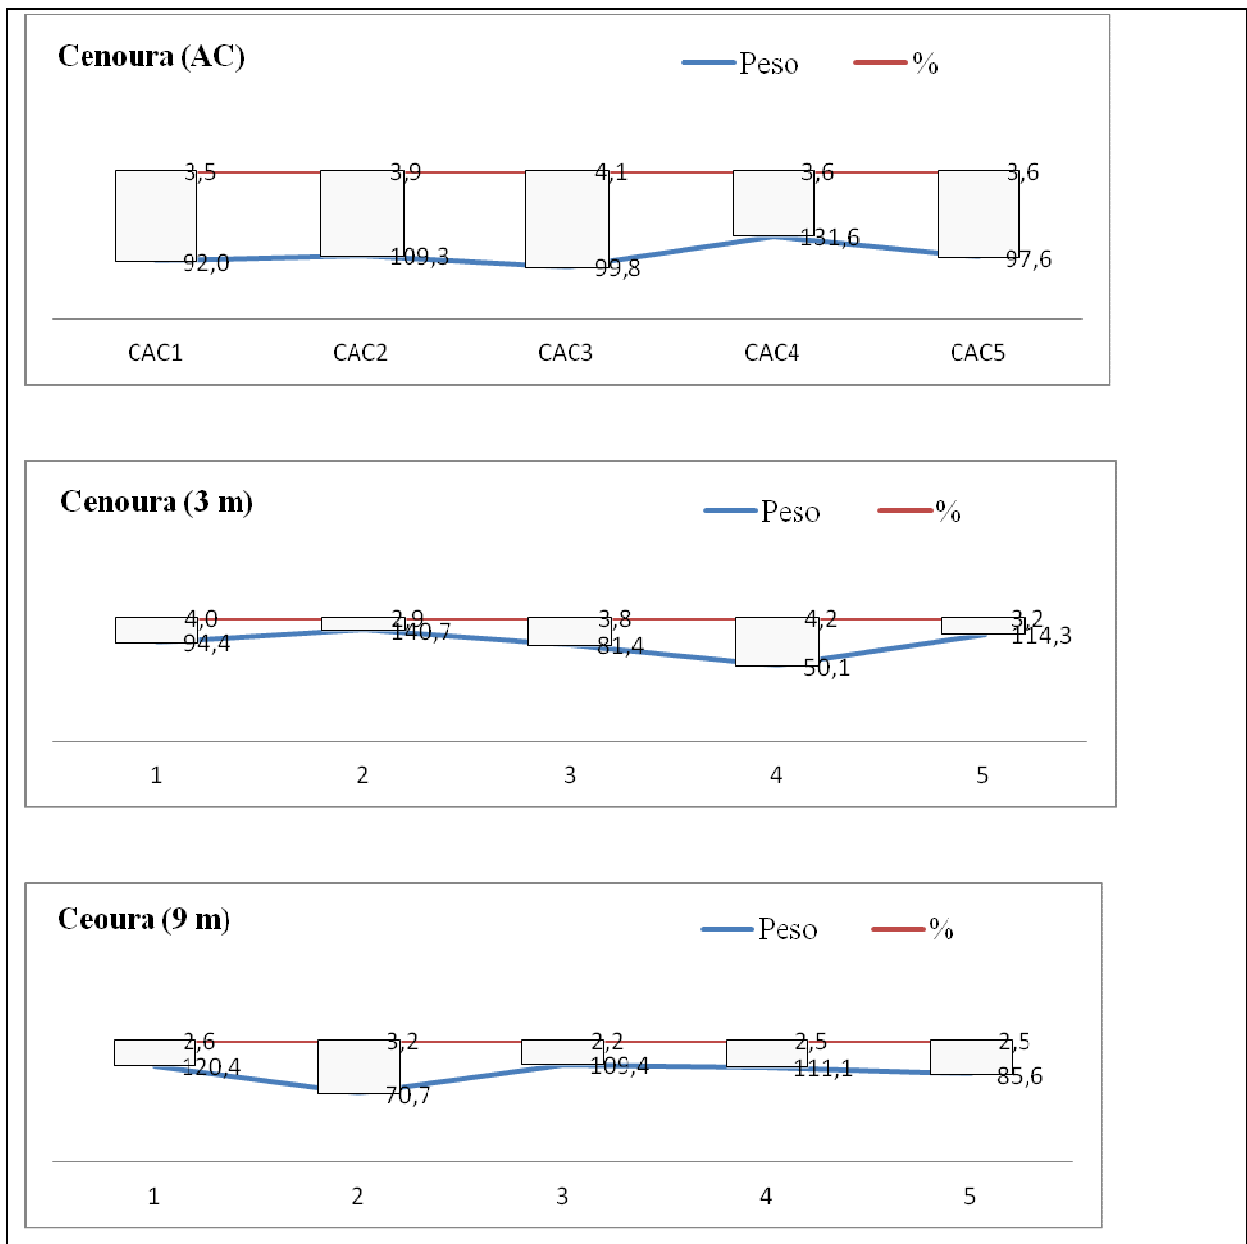 Cenoura (AC)
Peso %
3,5 3,9 4,1 3,6 3,6
92,0 109,3 99,8 131,6 97,6
CAC1 CAC2 CAC3 CAC4 CAC5
Cenoura (3 m)
Peso %
4,0 2,9 3,8 4,2 3,2
94,4 140,7 81,4 50,1 114,3
1 2 3 4 5
Ceoura (9 m)
Peso %
2,6 3,2 2,2 2,5 2,5
120,4 70,7 109,4 111,1 85,6
1 2 3 4 5